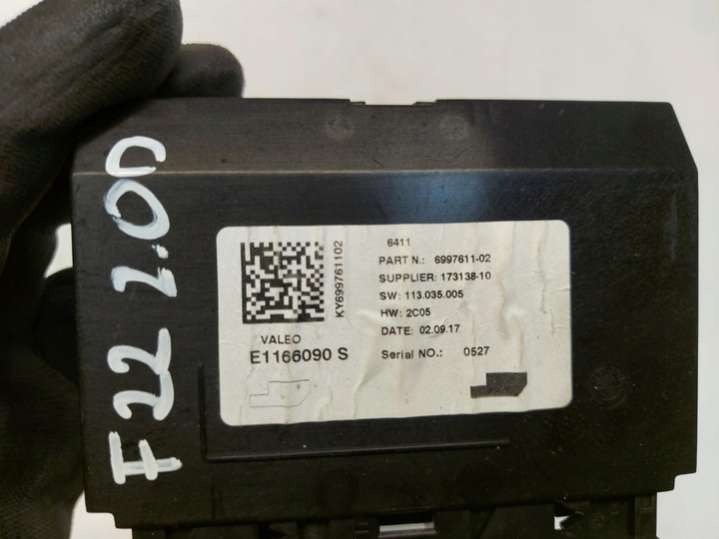 F22 2.0D
6411
PART N.: 6997611-02
SUPPLIER: 173138-10
SW: 113.035.005
HW: 2C05
DATE: 02.09.17
Serial NO.: 0527
KY699761102
VALEO
E1166090 S